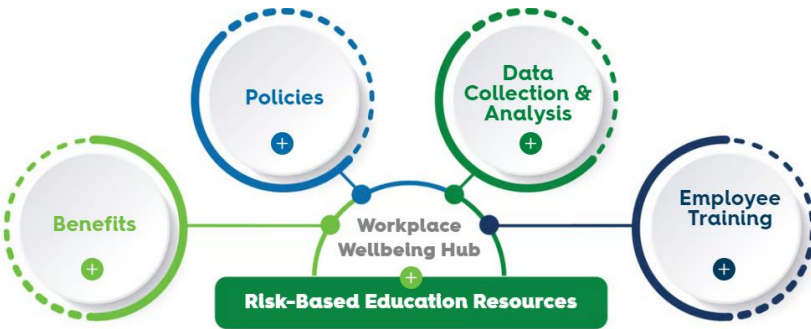 Policies
Data
Collection &
Analysis
Benefits
Workplace
Wellbeing Hub
Employee
Training
Risk-Based Education Resources